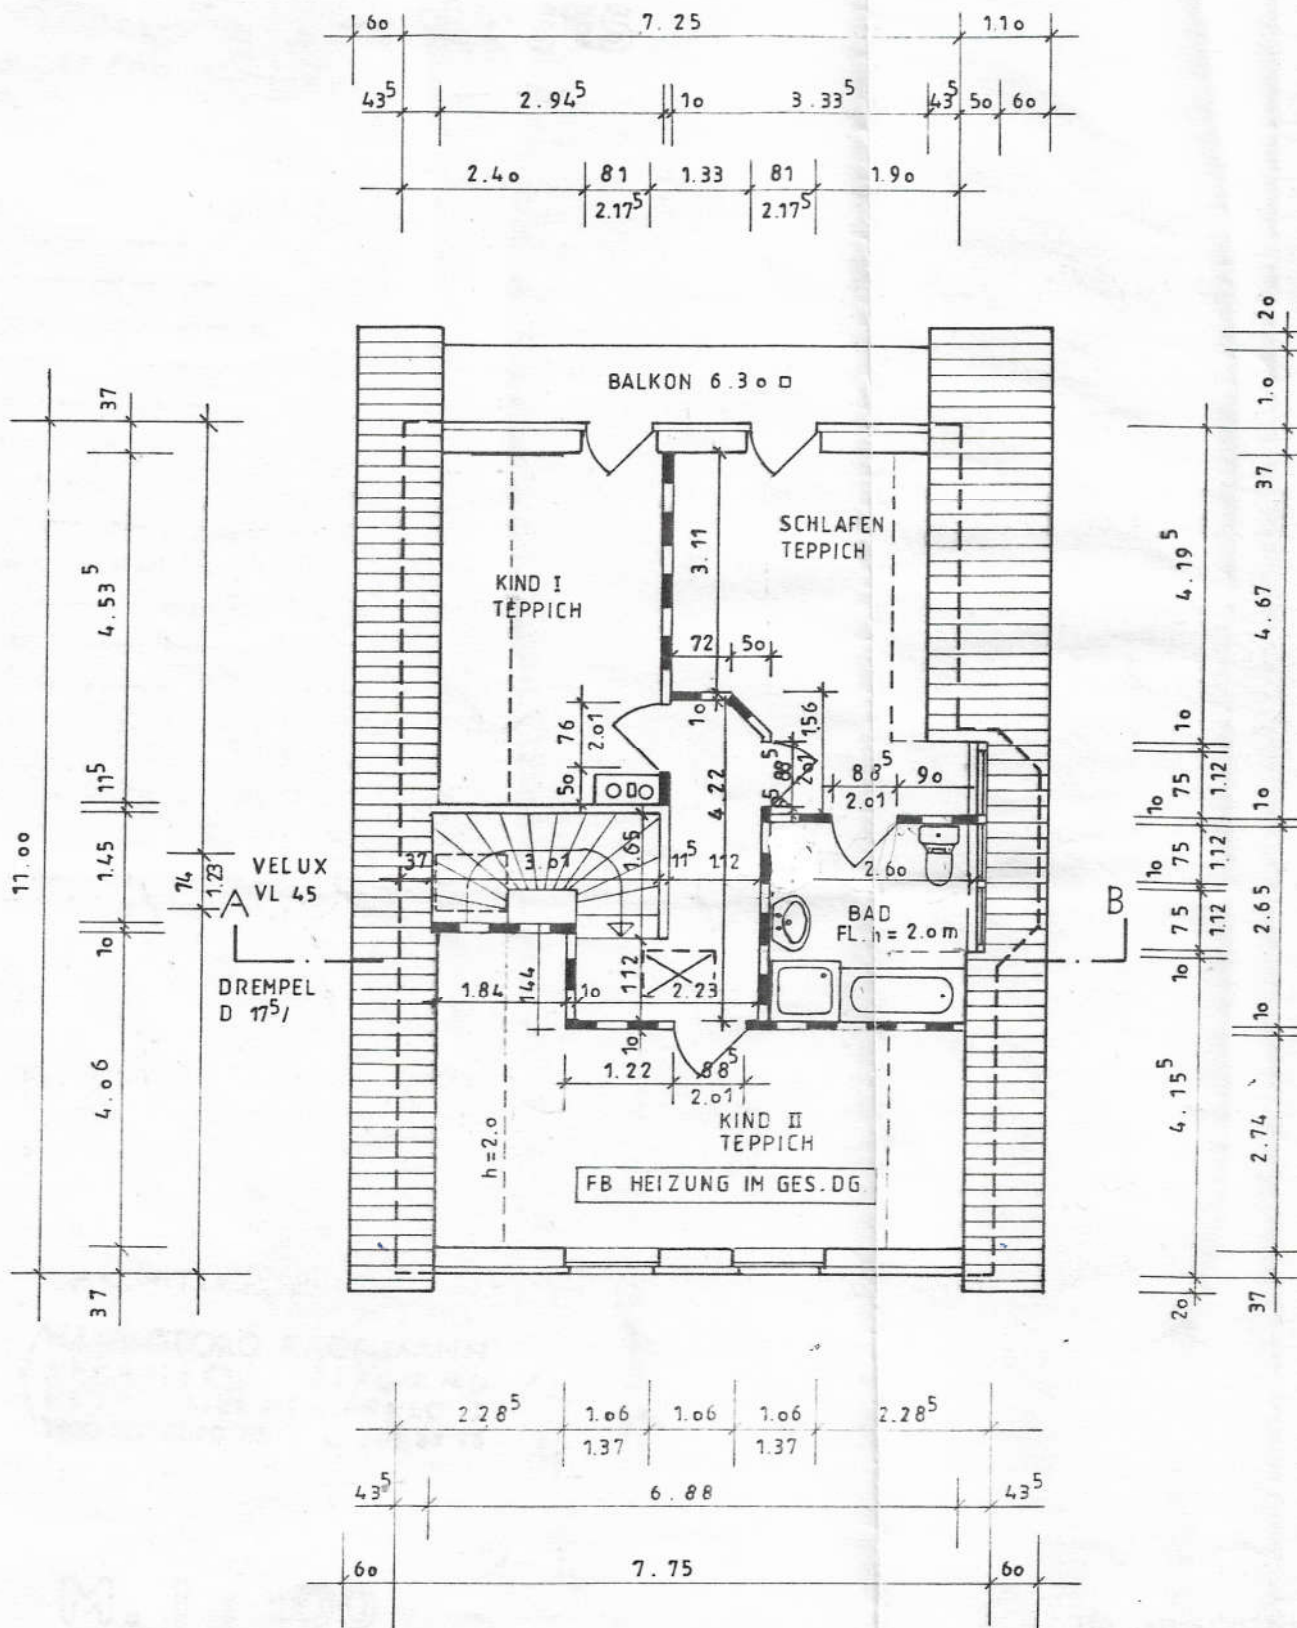 60 7.25 1.10
43⁵ 2.94⁵ 10 3.33⁵ 43⁵ 50 60
2.40 81 1.33 81 1.90
2.17⁵ 2.17⁵
BALKON 6.30 □
20
1.0
37
37
4.53⁵
11⁵
1.45
10
4.06
37
11.00
74
1.23
VELUX
VL 45
A
DREMPEL
D 17⁵/
KIND I
TEPPICH
SCHLAFEN
TEPPICH
3.11
72 50
10
1.56
76
2.01
50
4.22
88⁵
2.01
88⁵ 90
2.01
37 3.01 1.65 11⁵ 1.12 2.60
BAD
FL. h = 2.0 m
B
1.84 1.44 10 1.12 2.23
10
1.22 88⁵
2.01
KIND II
TEPPICH
h=2.0
FB HEIZUNG IM GES. DG
4.19⁵
10
75
1.12
10
75
1.12
10
75
1.12
10
4.15⁵
20
4.67
10
2.65
10
2.74
37
2.28⁵ 1.06 1.06 1.06 2.28⁵
1.37 1.37
43⁵ 6.88 43⁵
60 7.75 60